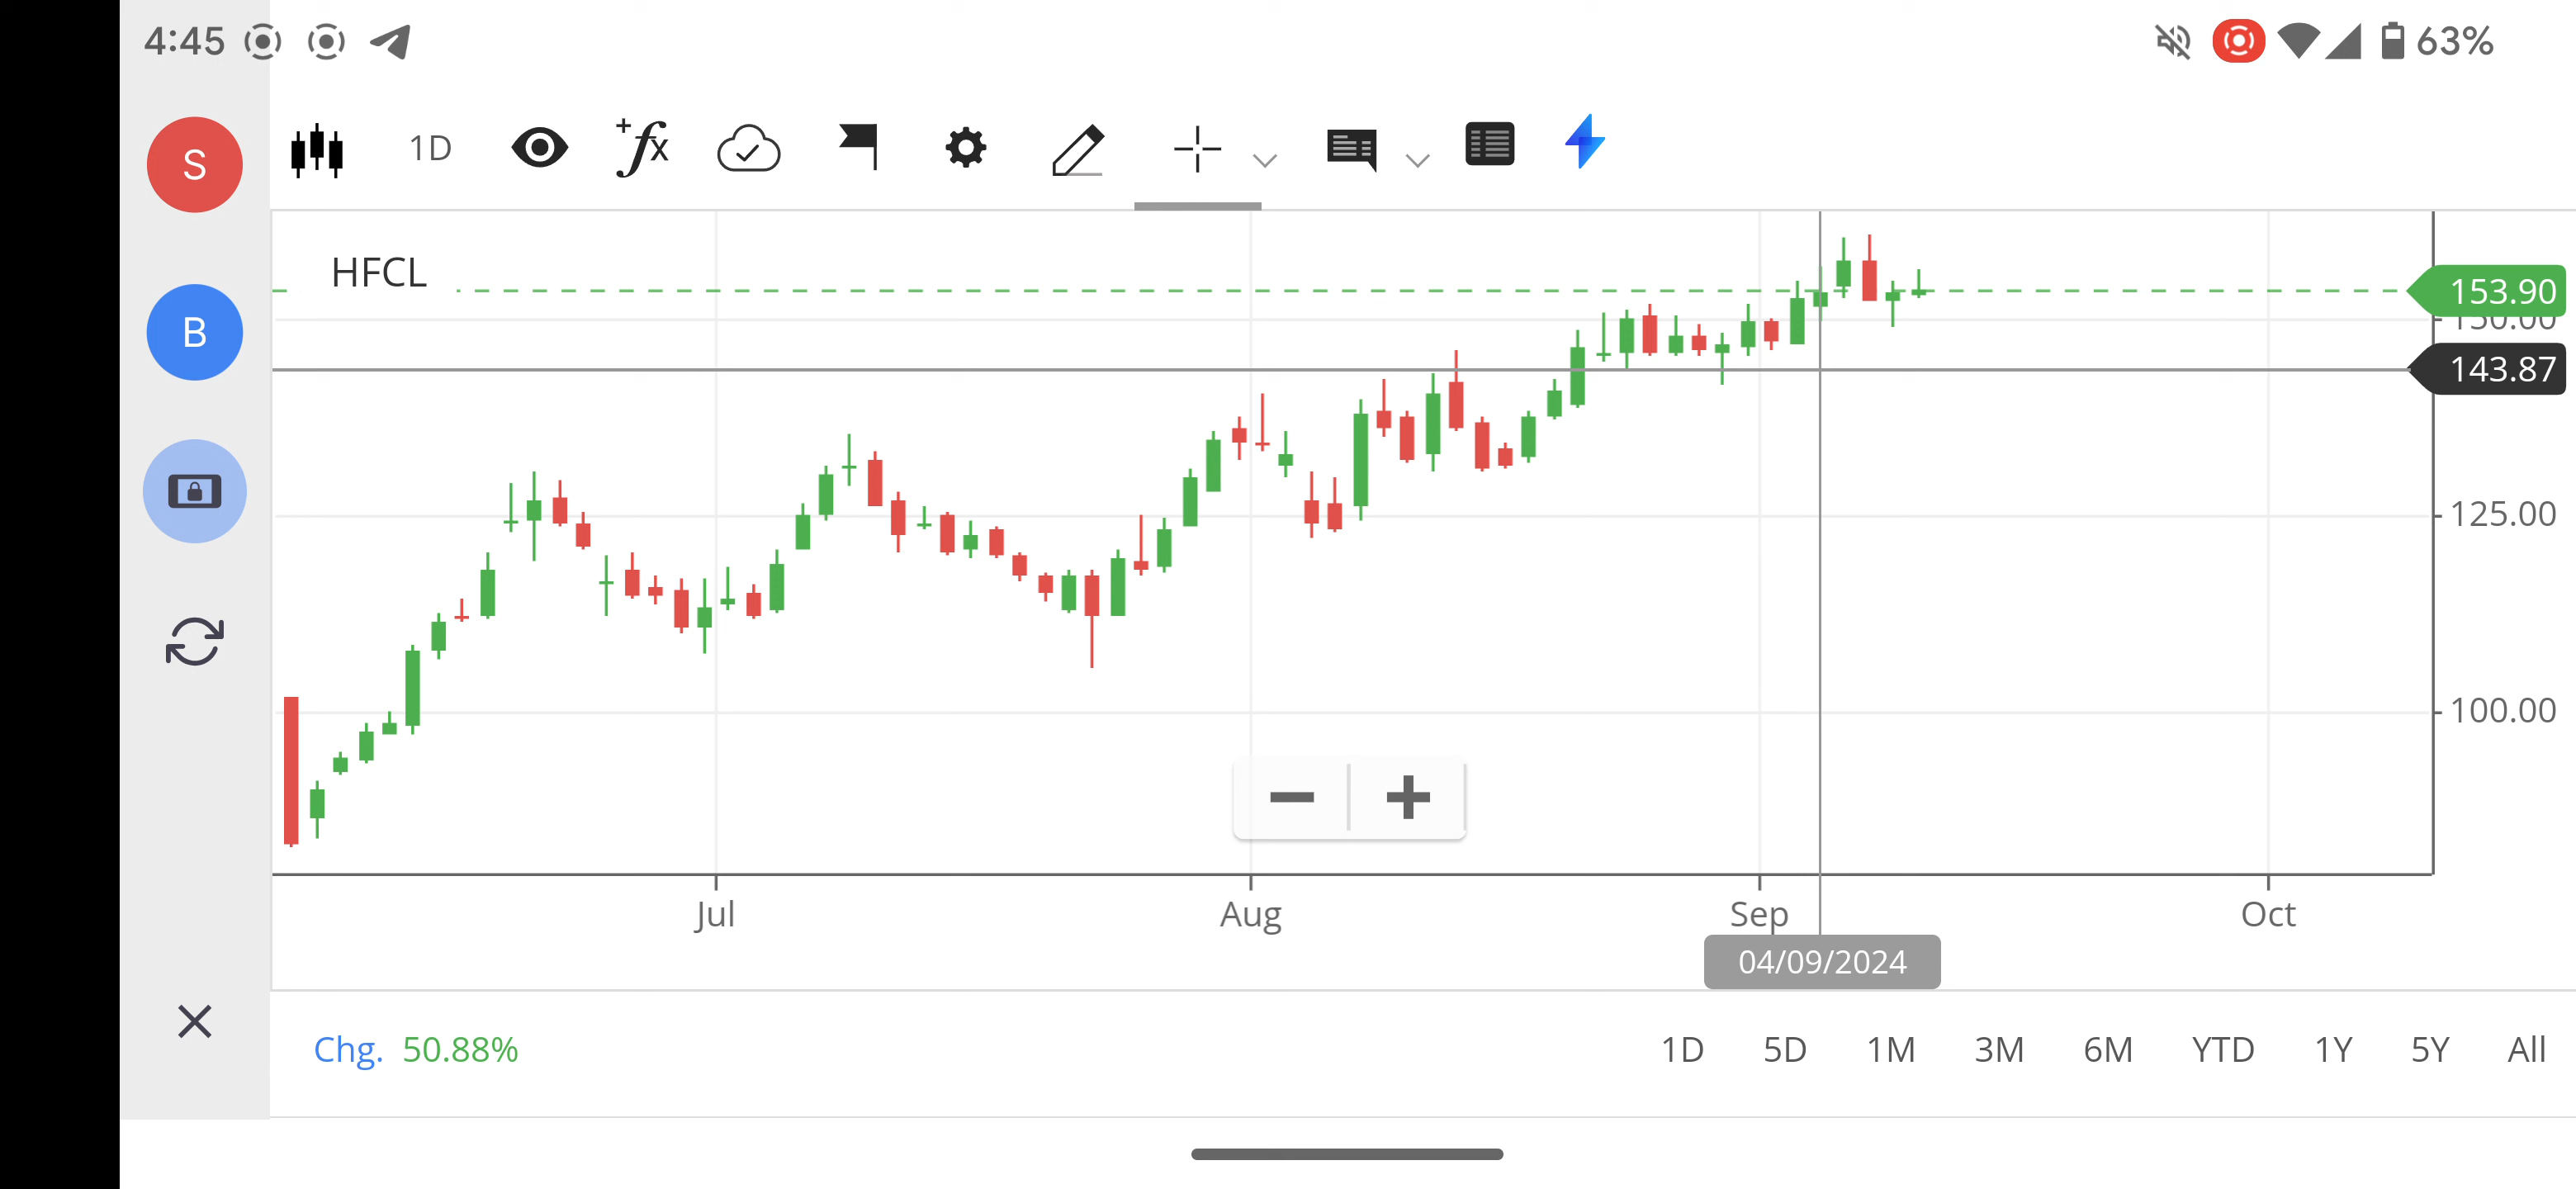 4:45 63%
S
B
1D +fx
HFCL
153.90
150.00
143.87
125.00
100.00
Jul Aug Sep Oct
04/09/2024
Chg. 50.88% 1D 5D 1M 3M 6M YTD 1Y 5Y All